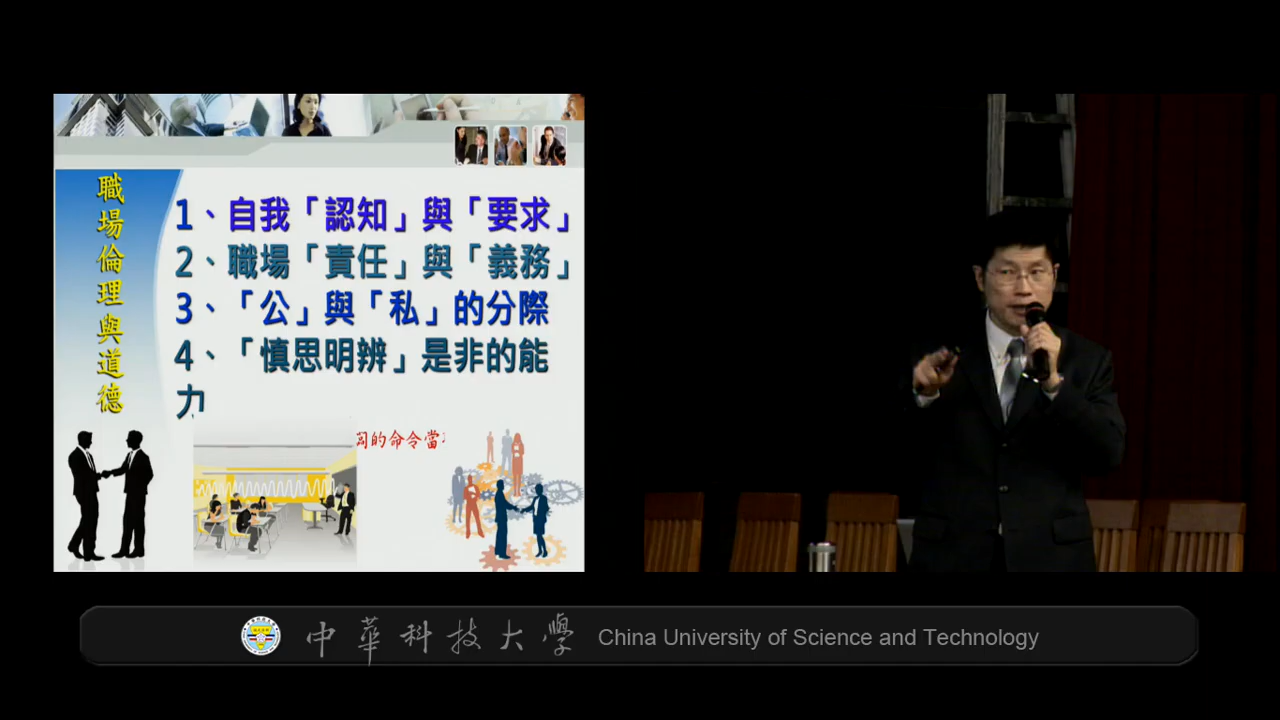 職場倫理與道德
1、自我「認知」與「要求」
2、職場「責任」與「義務」
3、「公」與「私」的分際
4、「慎思明辨」是非的能
力
的命令當
中華科技大學 China University of Science and Technology